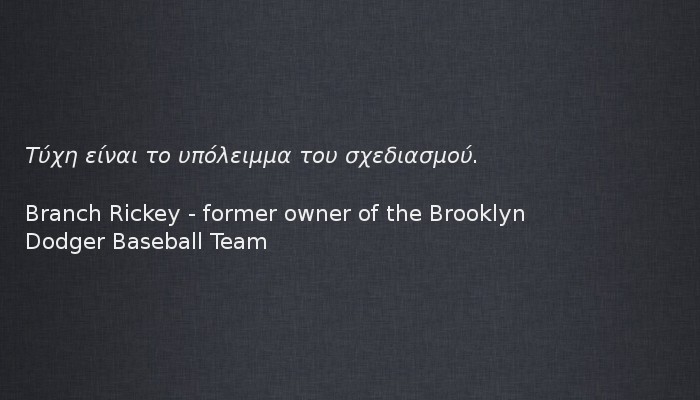 Τύχη είναι το υπόλειμμα του σχεδιασμού.
Branch Rickey - former owner of the Brooklyn
Dodger Baseball Team